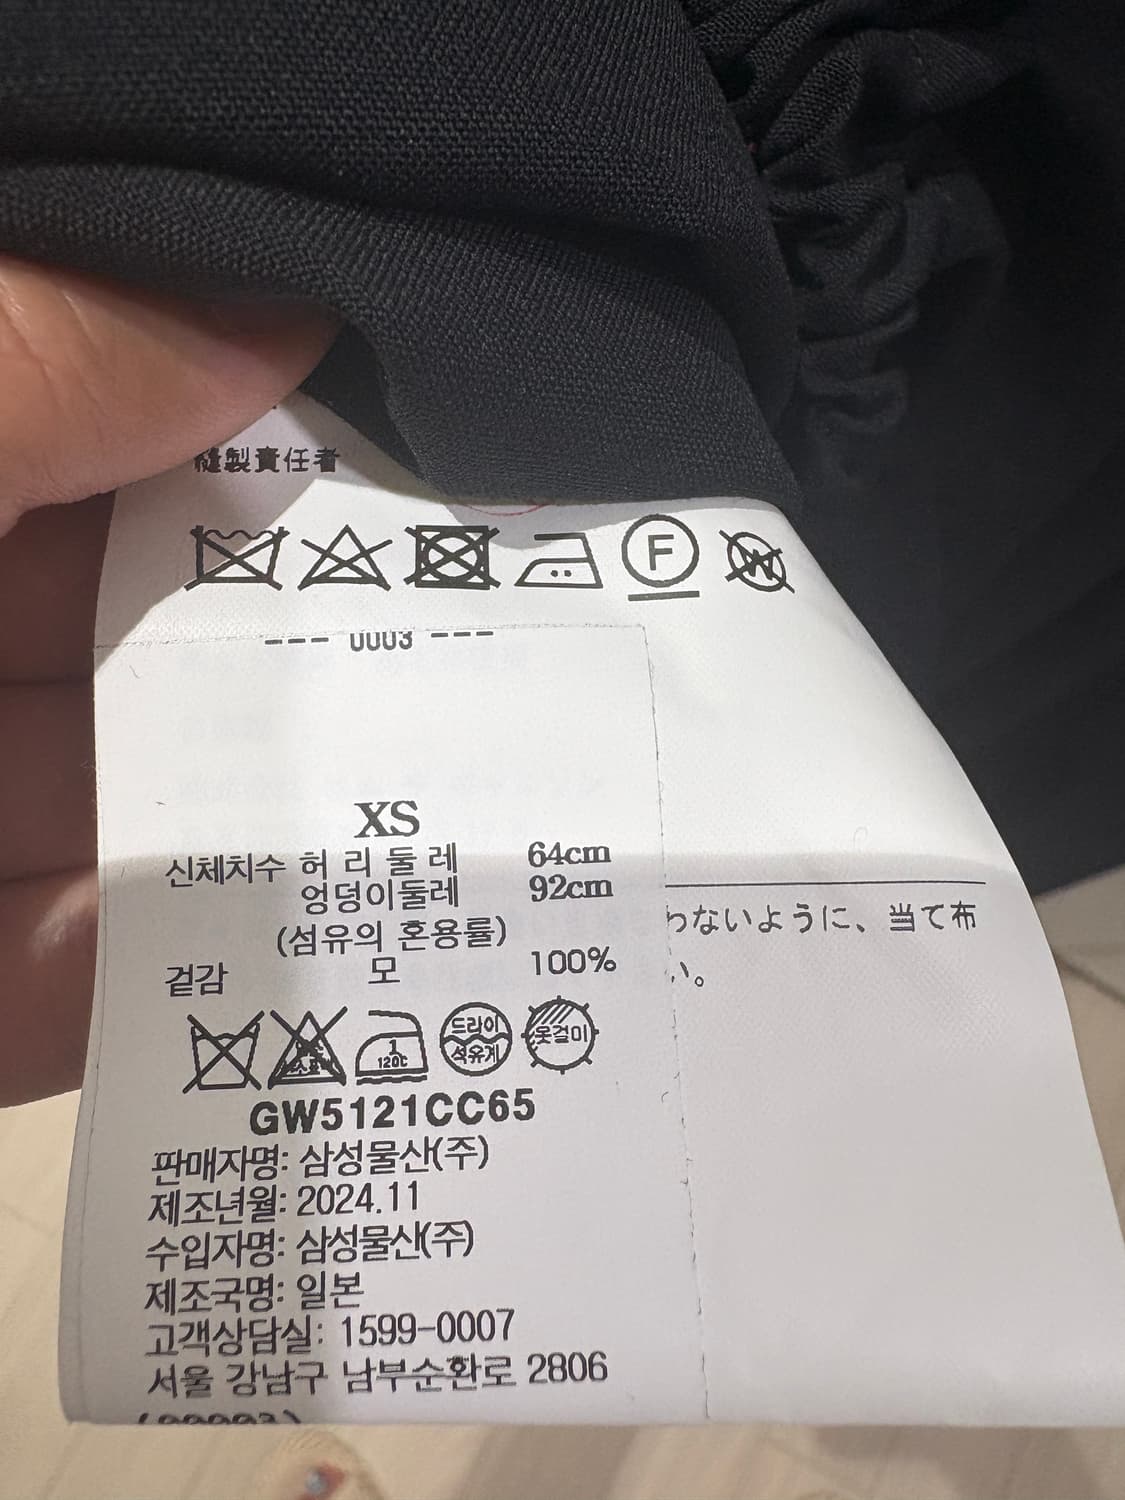 縫製責任者
F
W
--- 0003 ---
XS
신체치수 허 리 둘 레 64cm
엉덩이둘레 92cm
(섬유의 혼용률)
겉감 모 100%
わないように、当て布
い。
1
120℃
드라이
석유계
옷걸이
GW5121CC65
판매자명: 삼성물산(주)
제조년월: 2024.11
수입자명: 삼성물산(주)
제조국명: 일본
고객상담실: 1599-0007
서울 강남구 남부순환로 2806